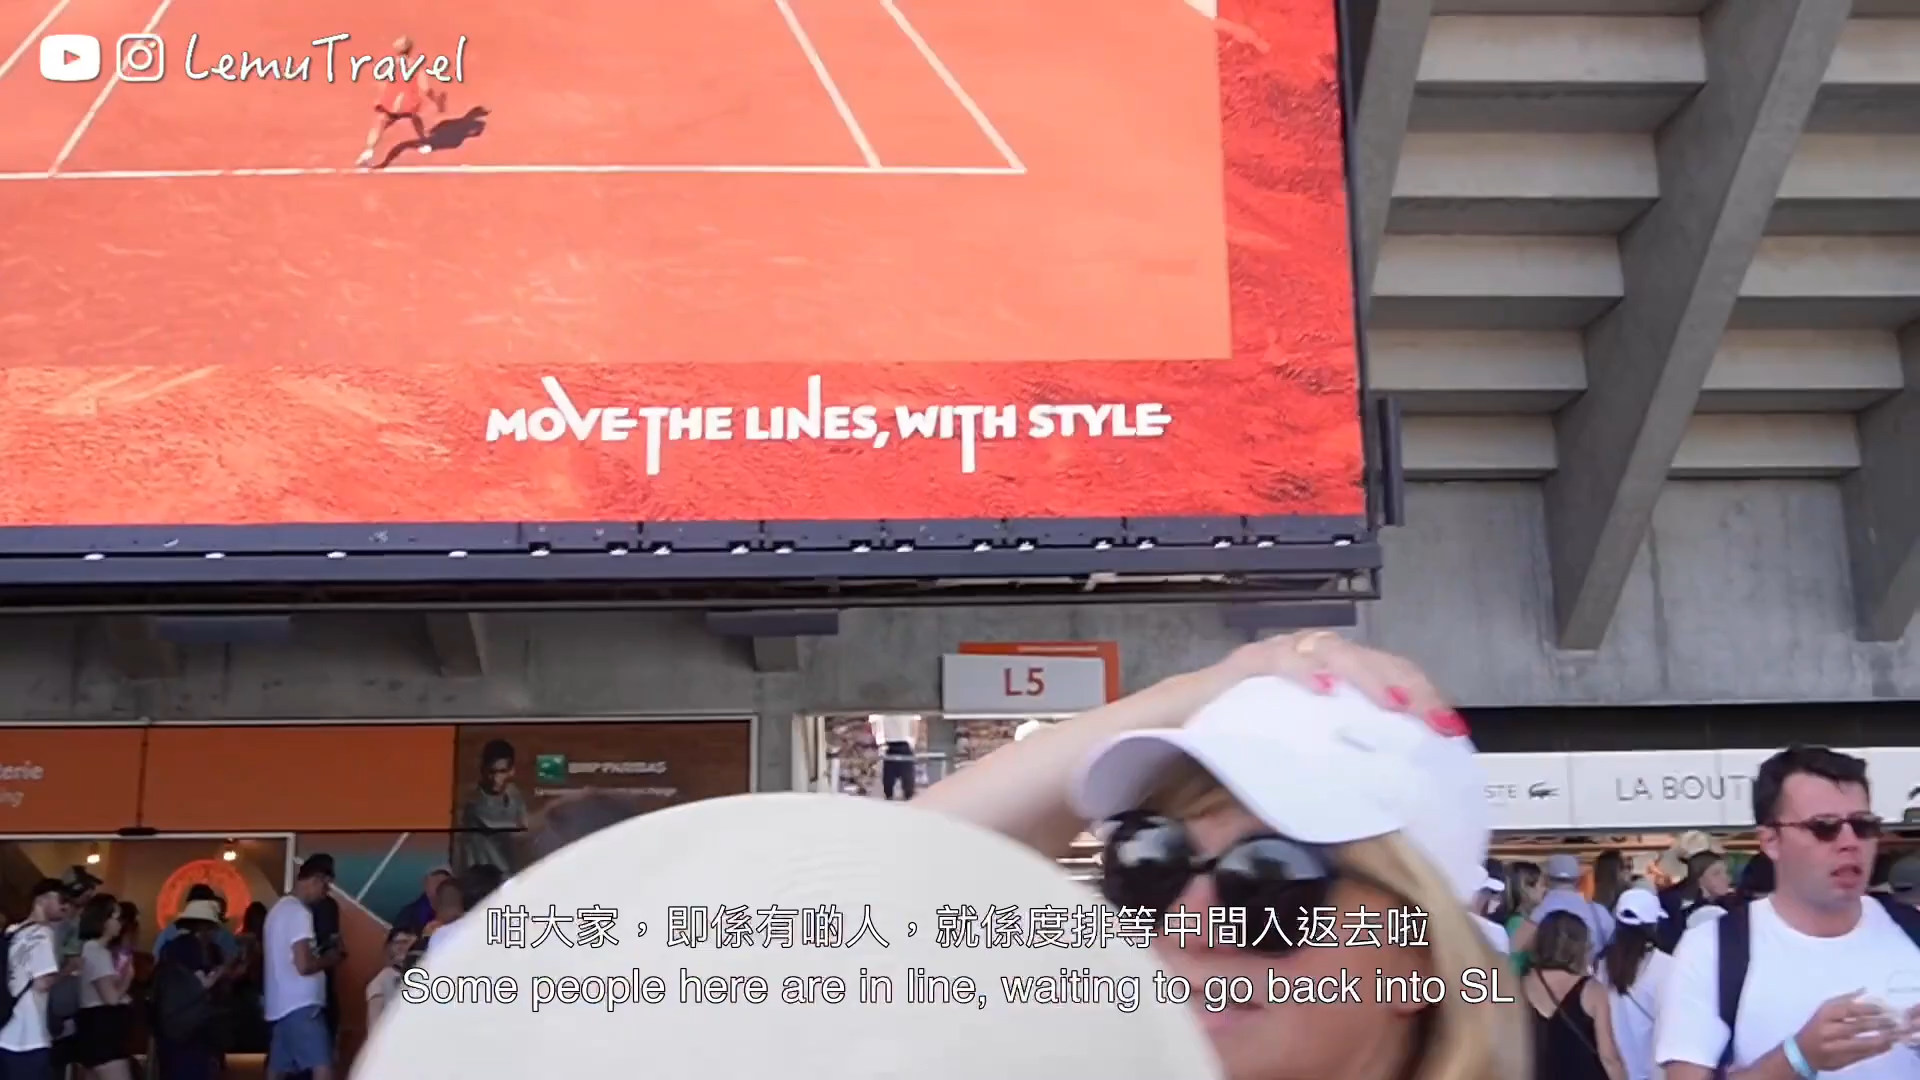 LemuTravel
MOVE THE LINES, WITH STYLE
L5
BNP PARIBAS
LA BOUT
咁大家，即係有啲人，就係度排等中間入返去啦
Some people here are in line, waiting to go back into SL